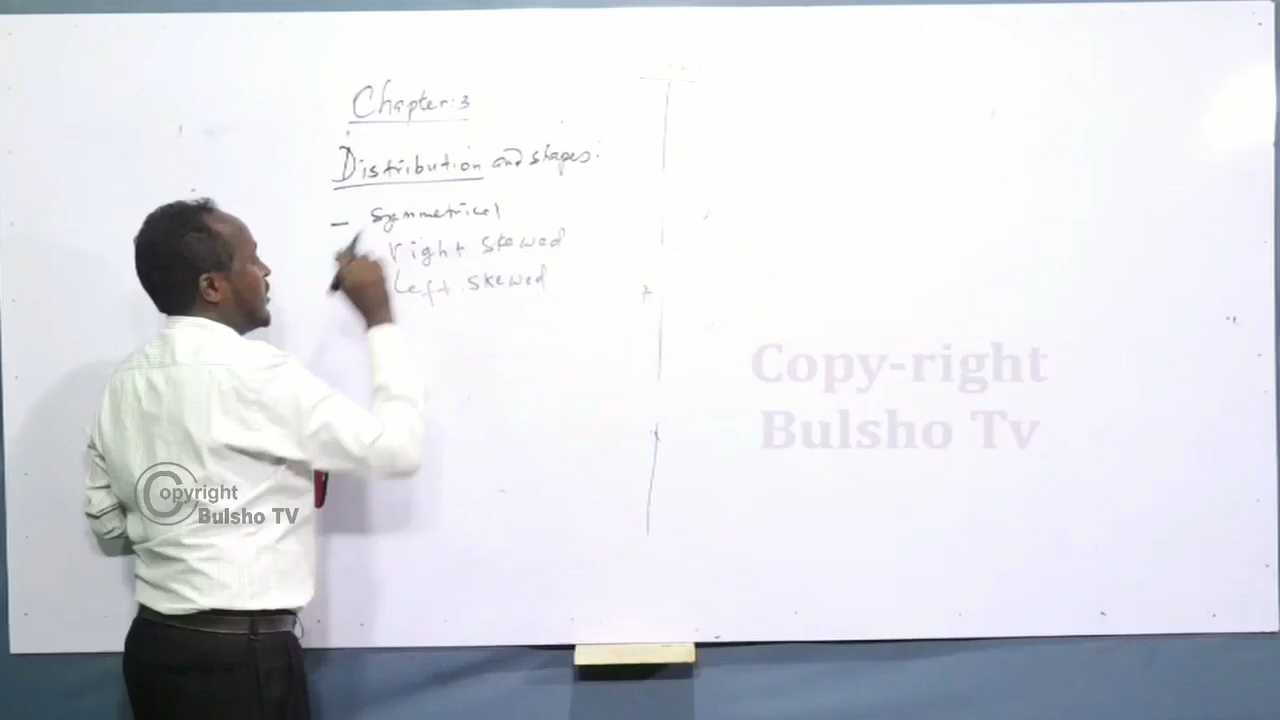 Chapter:3
Distribution and shapes.
- Symmetrical
right skewed
left skewed
Copy-right
Bulsho Tv
Copyright
Bulsho TV